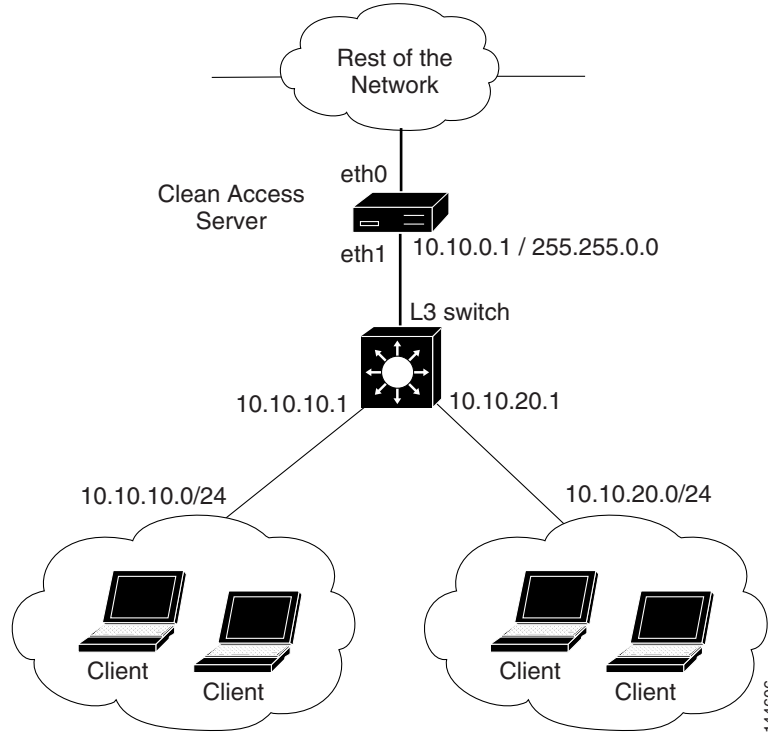 Rest of the
Network
eth0
Clean Access
Server
eth1
10.10.0.1 / 255.255.0.0
L3 switch
10.10.10.1
10.10.20.1
10.10.10.0/24
10.10.20.0/24
Client
Client
Client
Client